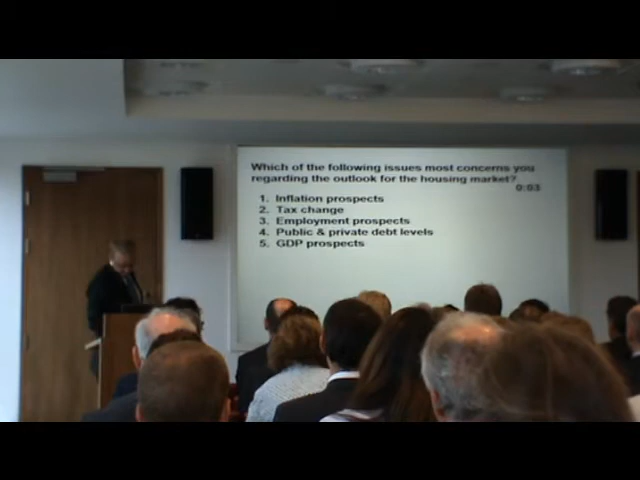 Which of the following issues most concerns you
regarding the outlook for the housing market?
0:03
1. Inflation prospects
2. Tax change
3. Employment prospects
4. Public & private debt levels
5. GDP prospects